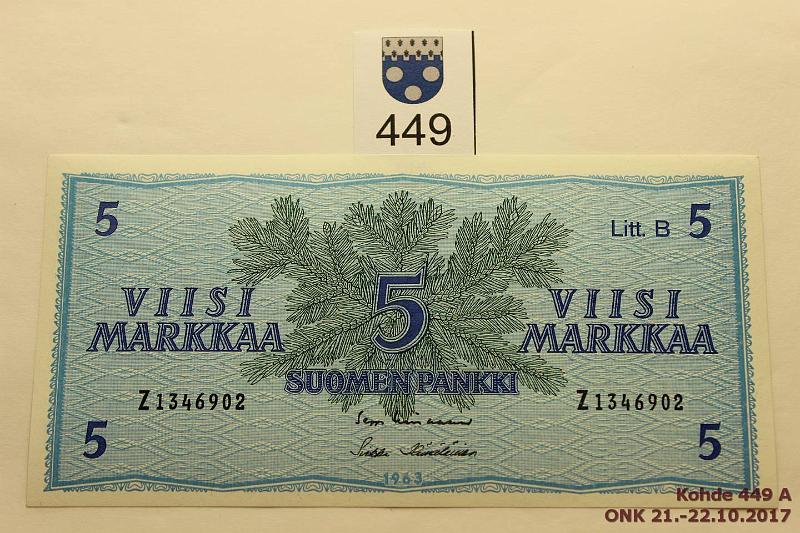 449
5
Litt. B 5
VIISI
MARKKAA
5
VIISI
MARKKAA
SUOMEN PANKKI
Z1346902
Z1346902
5
5
1963
Kohde 449 A
ONK 21.-22.10.2017